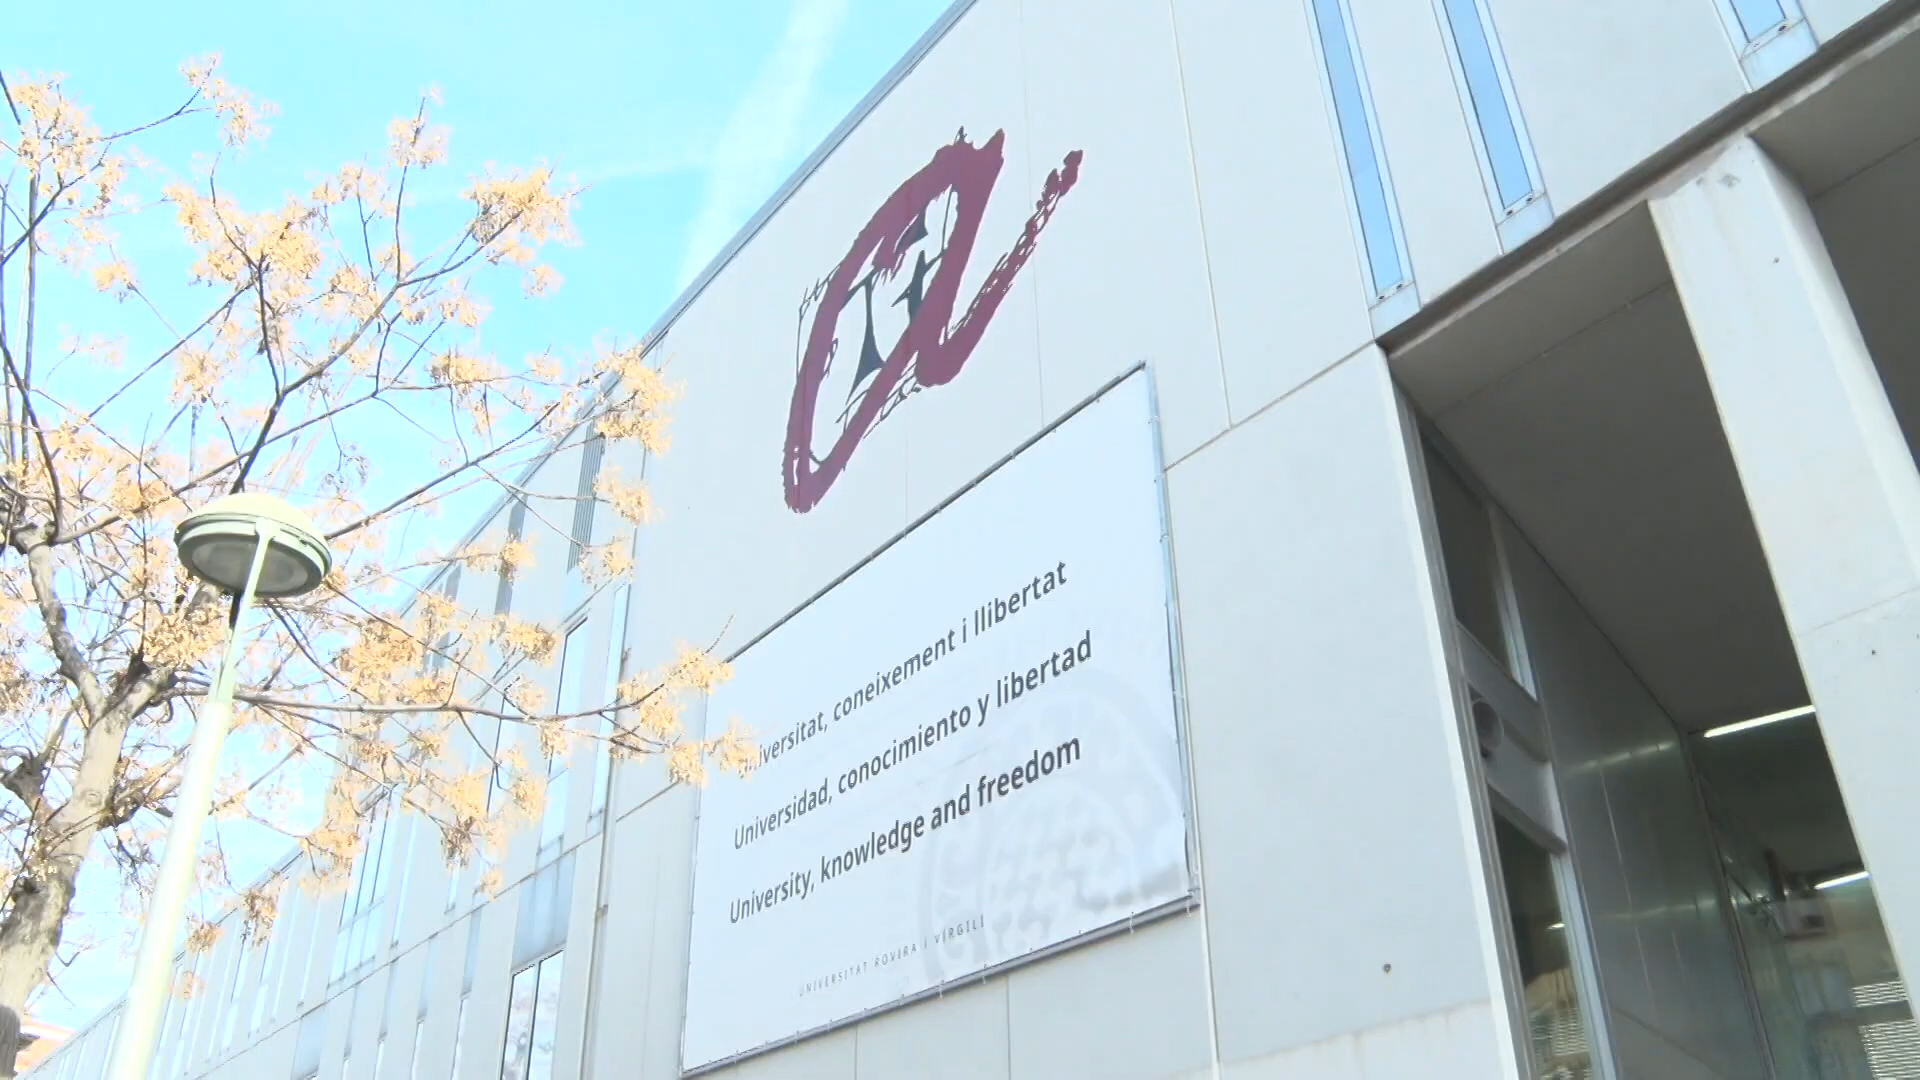 Universitat, coneixement i llibertat
Universidad, conocimiento y libertad
University, knowledge and freedom
UNIVERSITAT ROVIRA I VIRGILI